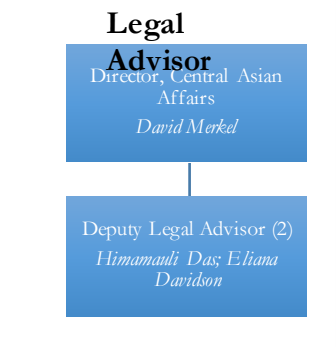 Legal
Advisor
Director, Central Asian
Affairs
David Merkel
Deputy Legal Advisor (2)
Himamauli Das; Eliana
Davidson